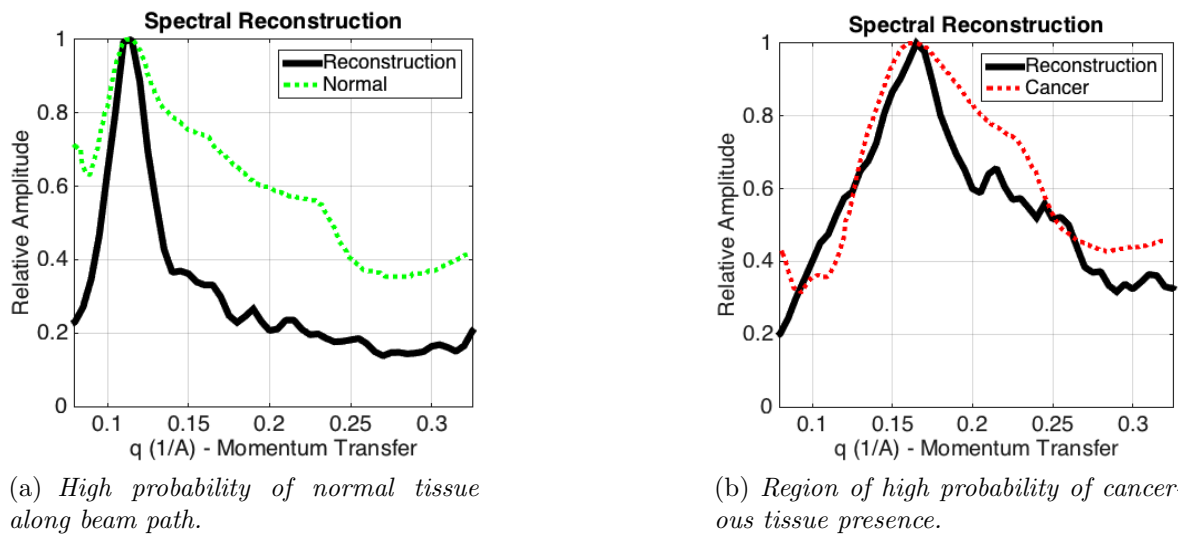 Spectral Reconstruction
1
0.8
0.6
0.4
0.2
0
Relative Amplitude
Reconstruction
Normal
0.1 0.15 0.2 0.25 0.3
q (1/A) - Momentum Transfer
(a) High probability of normal tissue
along beam path.
Spectral Reconstruction
1
0.8
0.6
0.4
0.2
0
Relative Amplitude
Reconstruction
Cancer
0.1 0.15 0.2 0.25 0.3
q (1/A) - Momentum Transfer
(b) Region of high probability of cancer-
ous tissue presence.